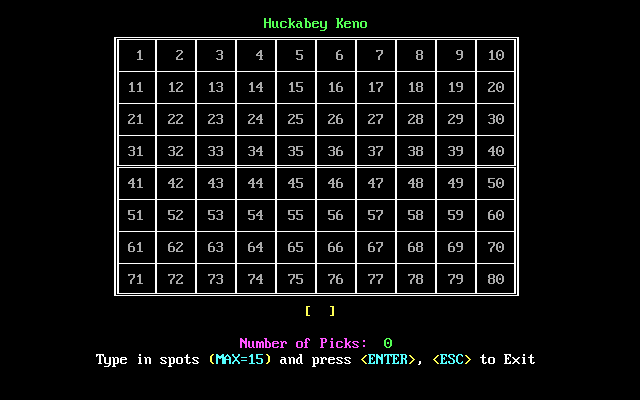 Huckabey Keno
1 2 3 4 5 6 7 8 9 10
11 12 13 14 15 16 17 18 19 20
21 22 23 24 25 26 27 28 29 30
31 32 33 34 35 36 37 38 39 40
41 42 43 44 45 46 47 48 49 50
51 52 53 54 55 56 57 58 59 60
61 62 63 64 65 66 67 68 69 70
71 72 73 74 75 76 77 78 79 80
[  ]
Number of Picks: 0
Type in spots (MAX=15) and press <ENTER>, <ESC> to Exit